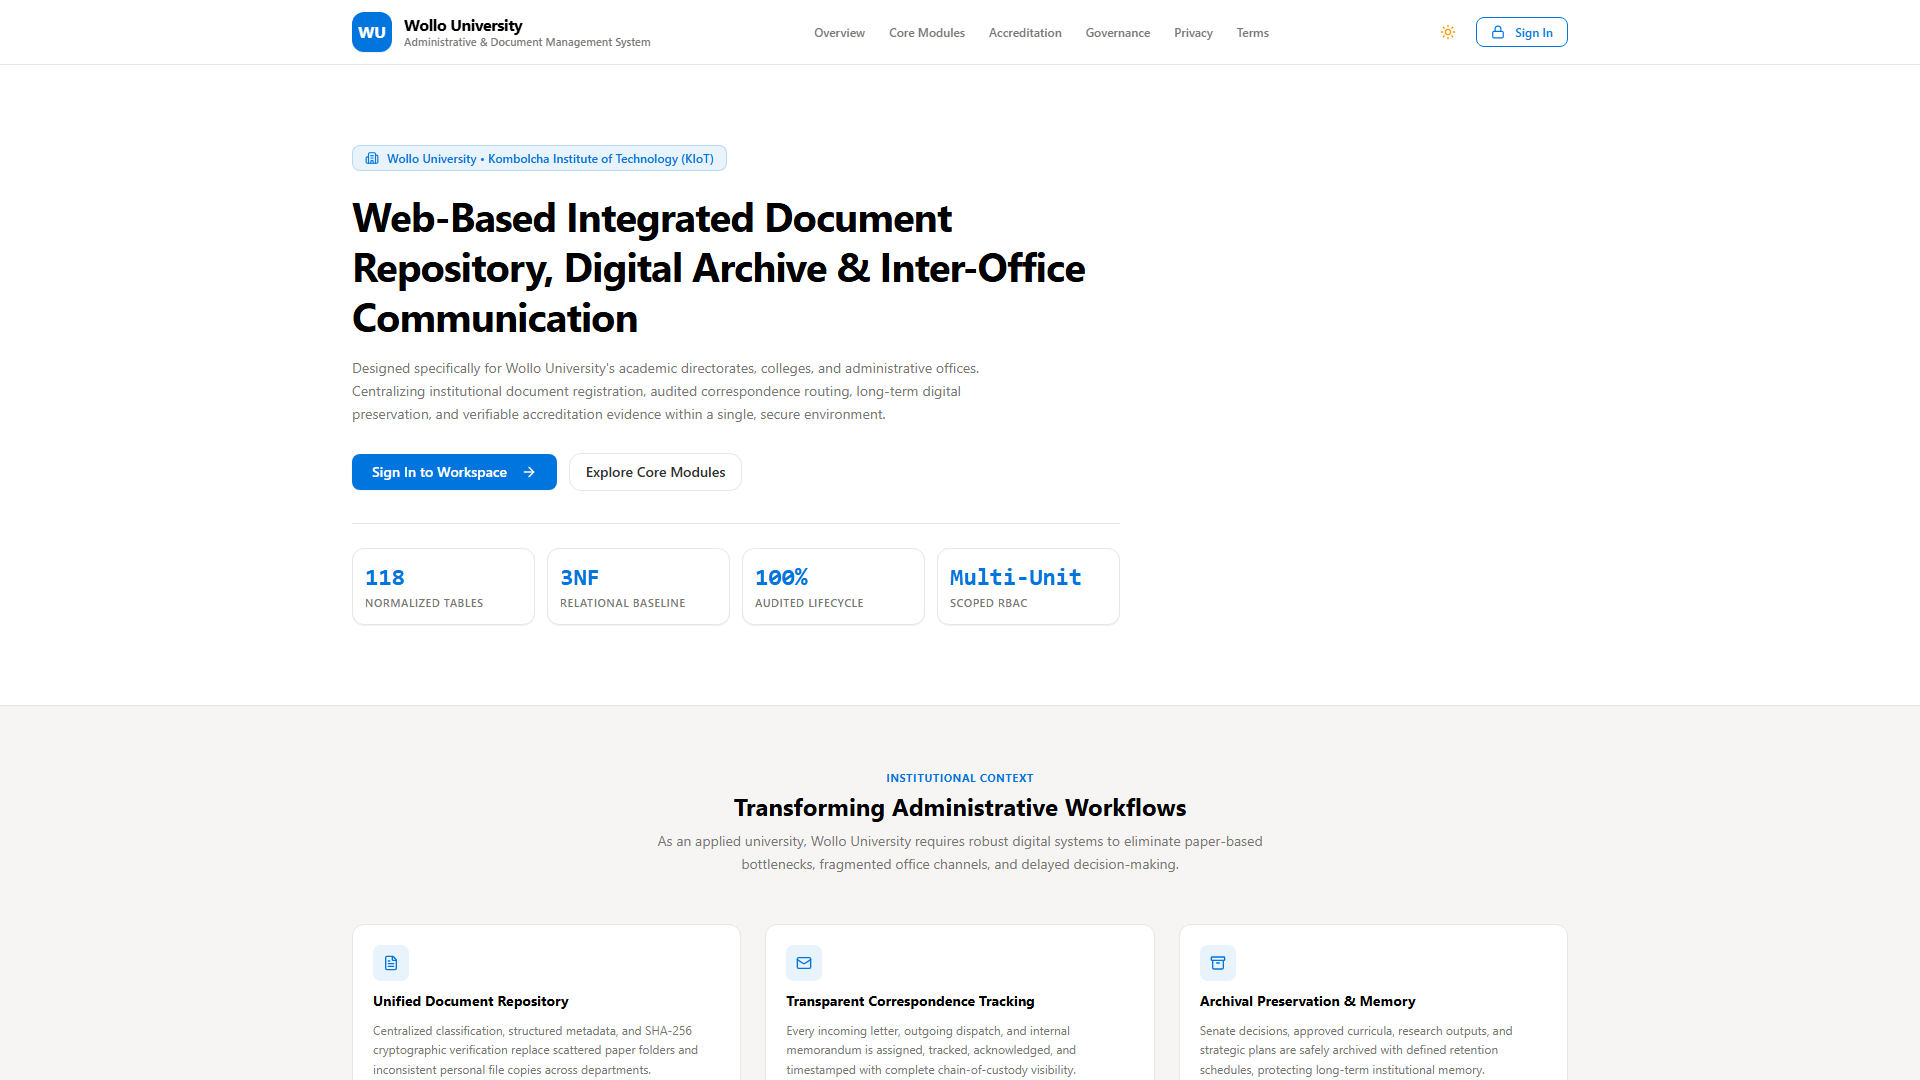 WU
Wollo University
Administrative & Document Management System
Overview
Core Modules
Accreditation
Governance
Privacy
Terms
Sign In
Wollo University • Kombolcha Institute of Technology (KIoT)
Web-Based Integrated Document
Repository, Digital Archive & Inter-Office
Communication
Designed specifically for Wollo University's academic directorates, colleges, and administrative offices.
Centralizing institutional document registration, audited correspondence routing, long-term digital
preservation, and verifiable accreditation evidence within a single, secure environment.
Sign In to Workspace
Explore Core Modules
118
NORMALIZED TABLES
3NF
RELATIONAL BASELINE
100%
AUDITED LIFECYCLE
Multi-Unit
SCOPED RBAC
INSTITUTIONAL CONTEXT
Transforming Administrative Workflows
As an applied university, Wollo University requires robust digital systems to eliminate paper-based
bottlenecks, fragmented office channels, and delayed decision-making.
Unified Document Repository
Centralized classification, structured metadata, and SHA-256
cryptographic verification replace scattered paper folders and
inconsistent personal file copies across departments.
Transparent Correspondence Tracking
Every incoming letter, outgoing dispatch, and internal
memorandum is assigned, tracked, acknowledged, and
timestamped with complete chain-of-custody visibility.
Archival Preservation & Memory
Senate decisions, approved curricula, research outputs, and
strategic plans are safely archived with defined retention
schedules, protecting long-term institutional memory.